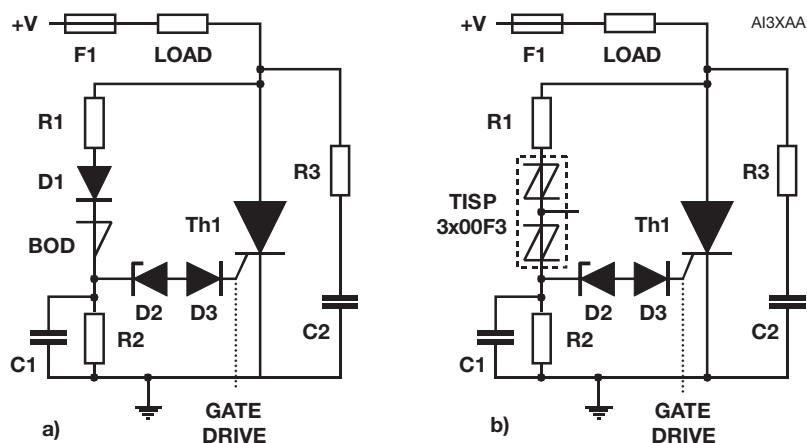 +V
F1
LOAD
R1
D1
BOD
Th1
R3
D2
D3
C1
R2
C2
a)
GATE
DRIVE
+V
F1
LOAD
AI3XAA
R1
TISP
3x00F3
Th1
R3
D2
D3
C1
R2
C2
b)
GATE
DRIVE